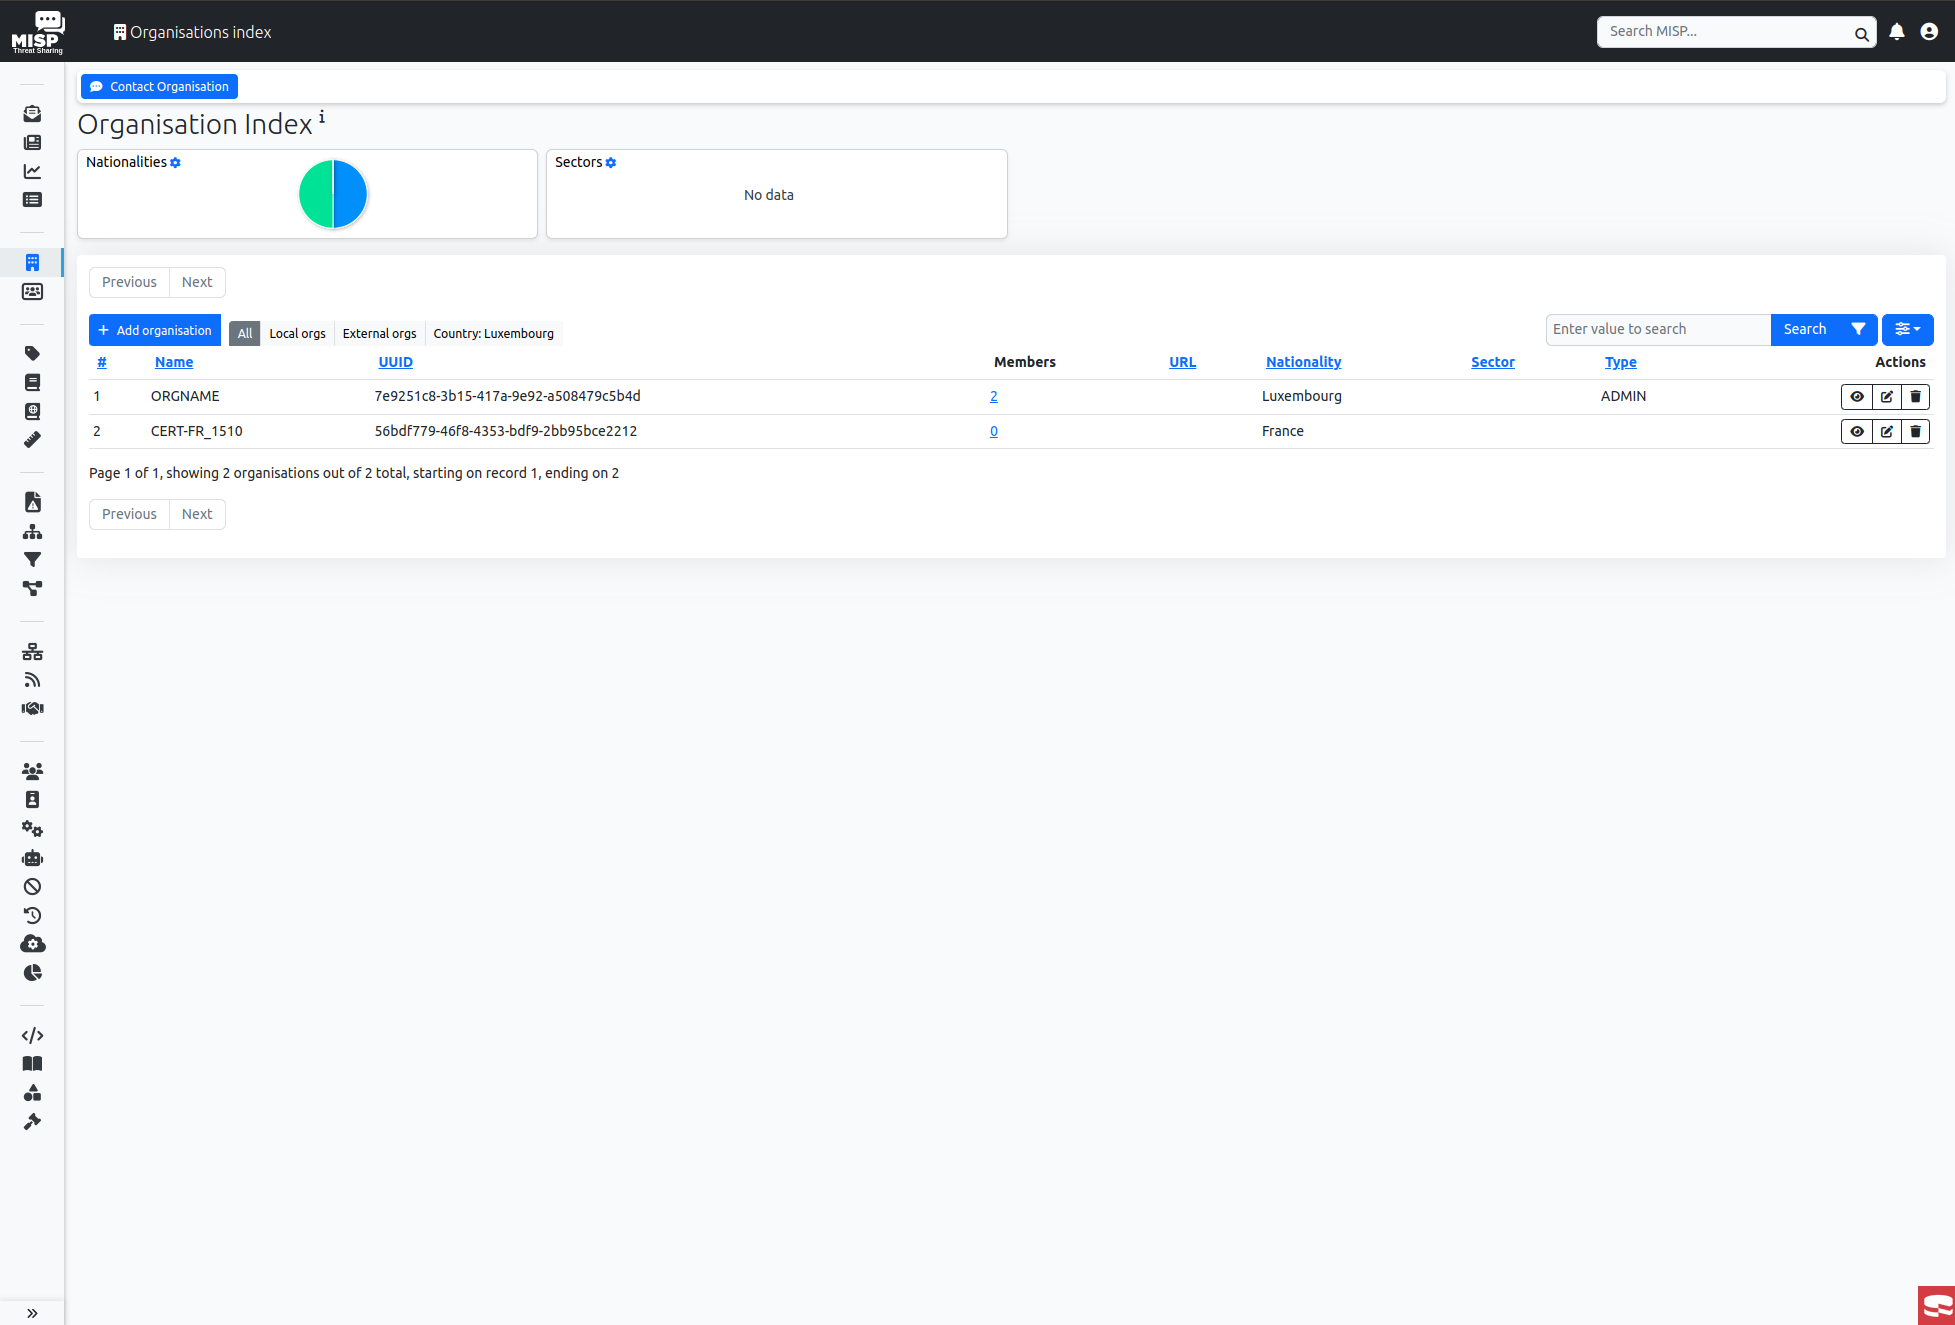 MISP
Threat Sharing
Organisations index
Search MISP...
Contact Organisation
Organisation Index i
Nationalities
Sectors
No data
Previous Next
+ Add organisation All Local orgs External orgs Country: Luxembourg Enter value to search Search
# Name UUID Members URL Nationality Sector Type Actions
1 ORGNAME 7e9251c8-3b15-417a-9e92-a508479c5b4d 2 Luxembourg ADMIN
2 CERT-FR_1510 56bdf779-46f8-4353-bdf9-2bb95bce2212 0 France
Page 1 of 1, showing 2 organisations out of 2 total, starting on record 1, ending on 2
Previous Next